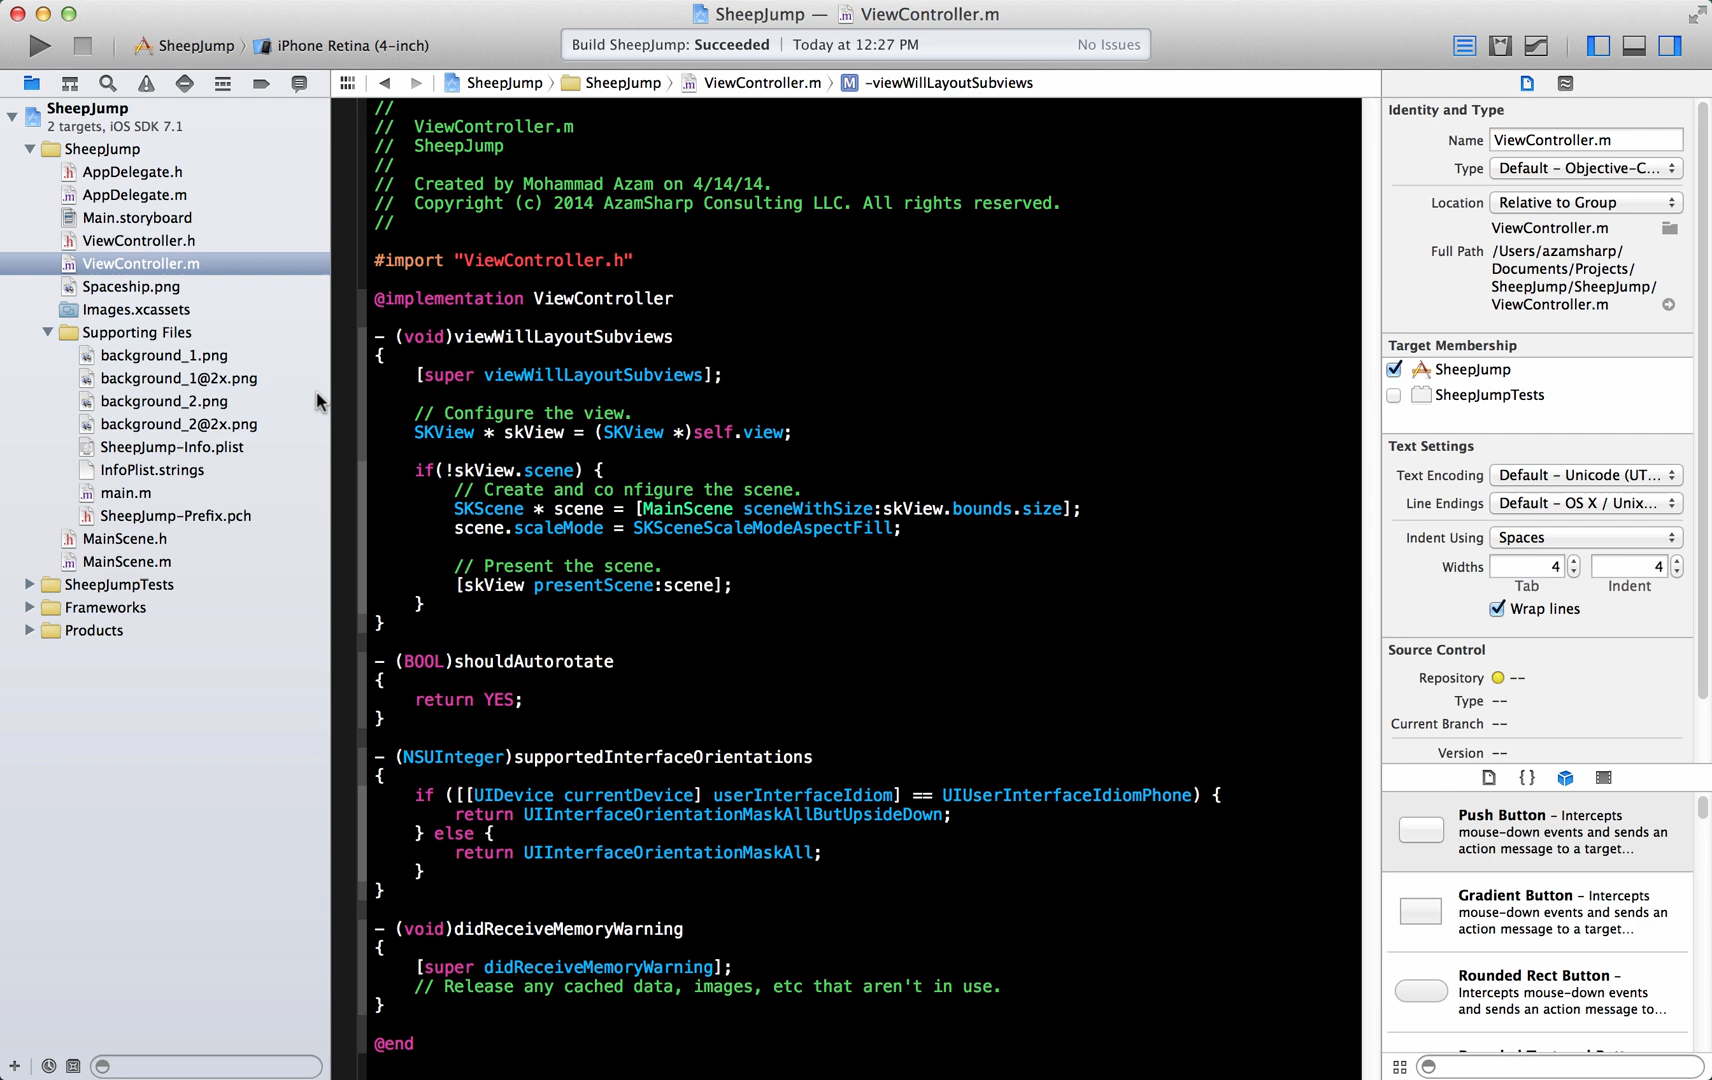 SheepJump — ViewController.m
SheepJump iPhone Retina (4-inch)
Build SheepJump: Succeeded | Today at 12:27 PM No Issues
SheepJump SheepJump ViewController.m M -viewWillLayoutSubviews
SheepJump
2 targets, iOS SDK 7.1
SheepJump
AppDelegate.h
AppDelegate.m
Main.storyboard
ViewController.h
ViewController.m
Spaceship.png
Images.xcassets
Supporting Files
background_1.png
background_1@2x.png
background_2.png
background_2@2x.png
SheepJump-Info.plist
InfoPlist.strings
main.m
SheepJump-Prefix.pch
MainScene.h
MainScene.m
SheepJumpTests
Frameworks
Products
//
// ViewController.m
// SheepJump
//
// Created by Mohammad Azam on 4/14/14.
// Copyright (c) 2014 AzamSharp Consulting LLC. All rights reserved.
//
#import "ViewController.h"
@implementation ViewController
- (void)viewWillLayoutSubviews
{
[super viewWillLayoutSubviews];
// Configure the view.
SKView * skView = (SKView *)self.view;
if(!skView.scene) {
// Create and co nfigure the scene.
SKScene * scene = [MainScene sceneWithSize:skView.bounds.size];
scene.scaleMode = SKSceneScaleModeAspectFill;
// Present the scene.
[skView presentScene:scene];
}
}
- (BOOL)shouldAutorotate
{
return YES;
}
- (NSUInteger)supportedInterfaceOrientations
{
if ([[UIDevice currentDevice] userInterfaceIdiom] == UIUserInterfaceIdiomPhone) {
return UIInterfaceOrientationMaskAllButUpsideDown;
} else {
return UIInterfaceOrientationMaskAll;
}
}
- (void)didReceiveMemoryWarning
{
[super didReceiveMemoryWarning];
// Release any cached data, images, etc that aren't in use.
}
@end
Identity and Type
Name ViewController.m
Type Default - Objective-C...
Location Relative to Group
ViewController.m
Full Path /Users/azamsharp/
Documents/Projects/
SheepJump/SheepJump/
ViewController.m
Target Membership
SheepJump
SheepJumpTests
Text Settings
Text Encoding Default - Unicode (UT...
Line Endings Default - OS X / Unix...
Indent Using Spaces
Widths 4 4
Tab Indent
Wrap lines
Source Control
Repository --
Type --
Current Branch --
Version --
{ }
Push Button - Intercepts
mouse-down events and sends an
action message to a target...
Gradient Button - Intercepts
mouse-down events and sends an
action message to a target...
Rounded Rect Button -
Intercepts mouse-down events
and sends an action message to...